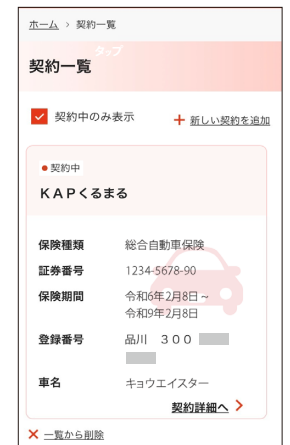 ホーム > 契約一覧
タップ
契約一覧
契約中のみ表示
+ 新しい契約を追加
契約中
KAPくるまる
保険種類 総合自動車保険
証券番号 1234-5678-90
保険期間 令和6年2月8日～
令和9年2月8日
登録番号 品川 300
車名 キョウエイスター
契約詳細へ >
× 一覧から削除